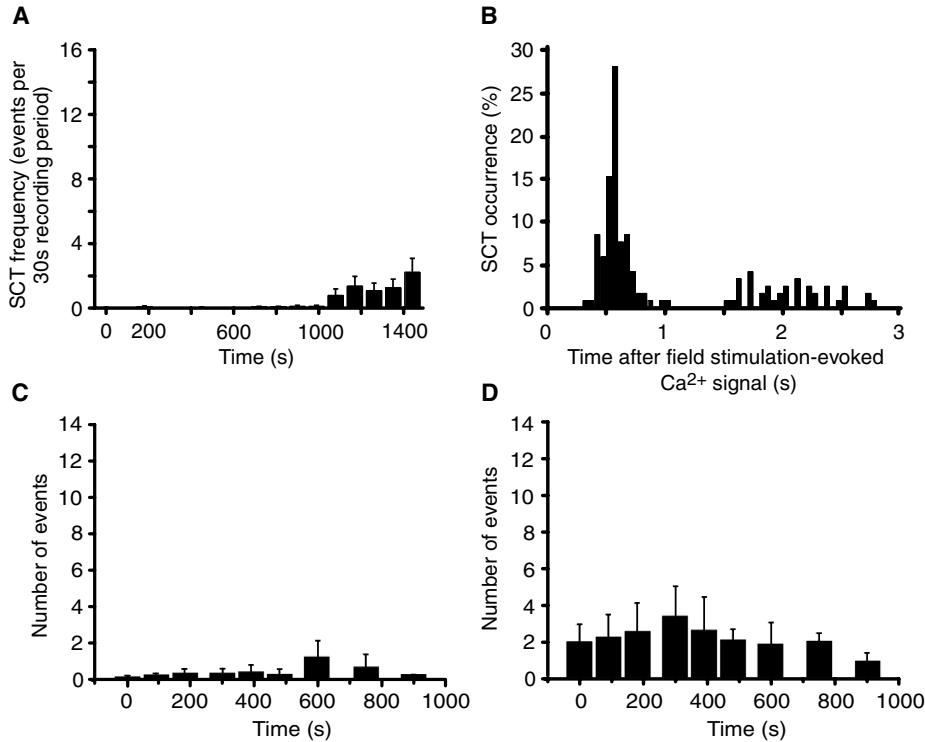 A
SCT frequency (events per
30s recording period)
16
12
8
4
0
0 200 600 1000 1400
Time (s)
B
SCT occurrence (%)
30
25
20
15
10
5
0
0 1 2 3
Time after field stimulation-evoked
Ca2+ signal (s)
C
Number of events
14
12
10
8
6
4
2
0
0 200 400 600 800 1000
Time (s)
D
Number of events
14
12
10
8
6
4
2
0
0 200 400 600 800 1000
Time (s)